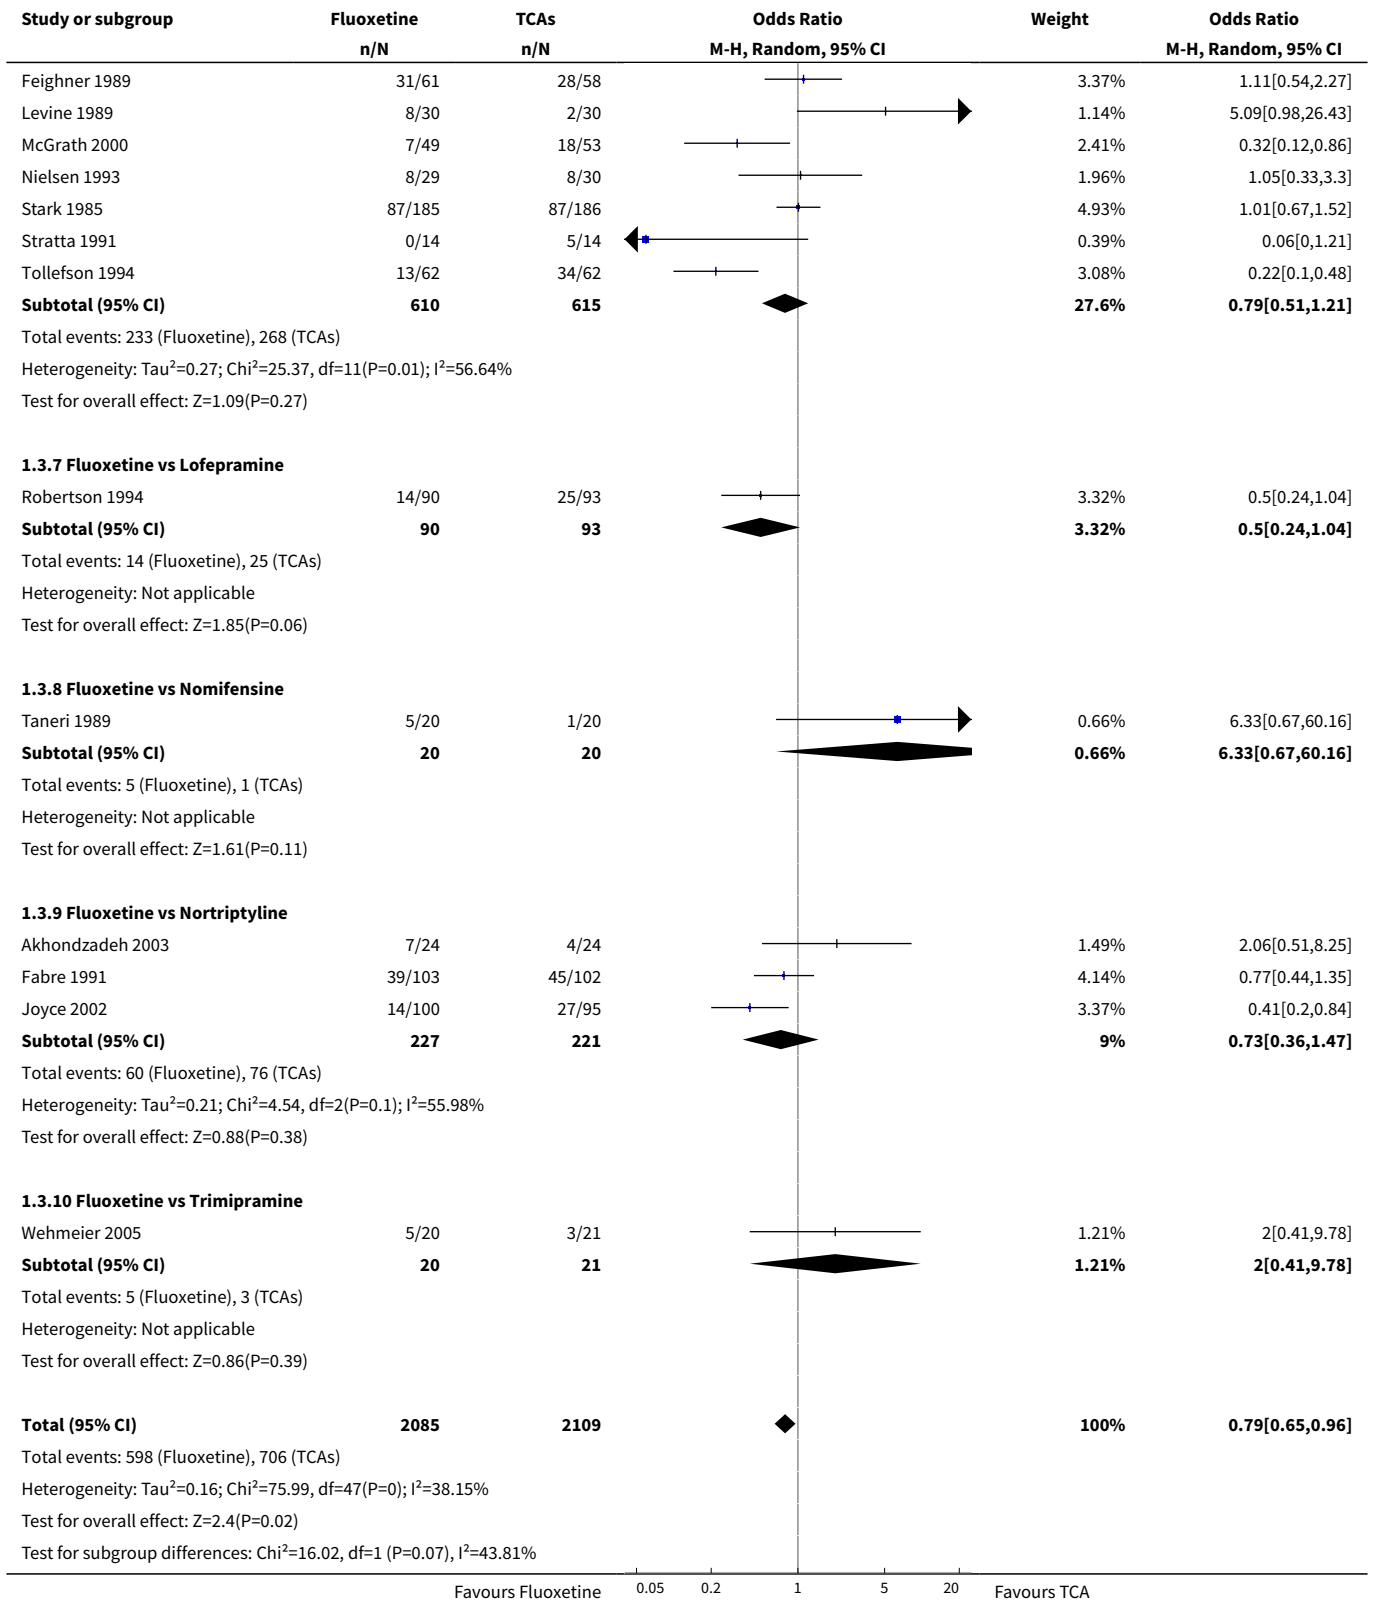 Study or subgroup Fluoxetine TCAs Odds Ratio Weight Odds Ratio
n/N n/N M-H, Random, 95% CI M-H, Random, 95% CI
Feighner 1989 31/61 28/58 3.37% 1.11[0.54,2.27]
Levine 1989 8/30 2/30 1.14% 5.09[0.98,26.43]
McGrath 2000 7/49 18/53 2.41% 0.32[0.12,0.86]
Nielsen 1993 8/29 8/30 1.96% 1.05[0.33,3.3]
Stark 1985 87/185 87/186 4.93% 1.01[0.67,1.52]
Stratta 1991 0/14 5/14 0.39% 0.06[0,1.21]
Tollefson 1994 13/62 34/62 3.08% 0.22[0.1,0.48]
Subtotal (95% CI) 610 615 27.6% 0.79[0.51,1.21]
Total events: 233 (Fluoxetine), 268 (TCAs)
Heterogeneity: Tau²=0.27; Chi²=25.37, df=11(P=0.01); I²=56.64%
Test for overall effect: Z=1.09(P=0.27)
1.3.7 Fluoxetine vs Lofepramine
Robertson 1994 14/90 25/93 3.32% 0.5[0.24,1.04]
Subtotal (95% CI) 90 93 3.32% 0.5[0.24,1.04]
Total events: 14 (Fluoxetine), 25 (TCAs)
Heterogeneity: Not applicable
Test for overall effect: Z=1.85(P=0.06)
1.3.8 Fluoxetine vs Nomifensine
Taneri 1989 5/20 1/20 0.66% 6.33[0.67,60.16]
Subtotal (95% CI) 20 20 0.66% 6.33[0.67,60.16]
Total events: 5 (Fluoxetine), 1 (TCAs)
Heterogeneity: Not applicable
Test for overall effect: Z=1.61(P=0.11)
1.3.9 Fluoxetine vs Nortriptyline
Akhondzadeh 2003 7/24 4/24 1.49% 2.06[0.51,8.25]
Fabre 1991 39/103 45/102 4.14% 0.77[0.44,1.35]
Joyce 2002 14/100 27/95 3.37% 0.41[0.2,0.84]
Subtotal (95% CI) 227 221 9% 0.73[0.36,1.47]
Total events: 60 (Fluoxetine), 76 (TCAs)
Heterogeneity: Tau²=0.21; Chi²=4.54, df=2(P=0.1); I²=55.98%
Test for overall effect: Z=0.88(P=0.38)
1.3.10 Fluoxetine vs Trimipramine
Wehmeier 2005 5/20 3/21 1.21% 2[0.41,9.78]
Subtotal (95% CI) 20 21 1.21% 2[0.41,9.78]
Total events: 5 (Fluoxetine), 3 (TCAs)
Heterogeneity: Not applicable
Test for overall effect: Z=0.86(P=0.39)
Total (95% CI) 2085 2109 100% 0.79[0.65,0.96]
Total events: 598 (Fluoxetine), 706 (TCAs)
Heterogeneity: Tau²=0.16; Chi²=75.99, df=47(P=0); I²=38.15%
Test for overall effect: Z=2.4(P=0.02)
Test for subgroup differences: Chi²=16.02, df=1 (P=0.07), I²=43.81%
Favours Fluoxetine 0.05 0.2 1 5 20 Favours TCA